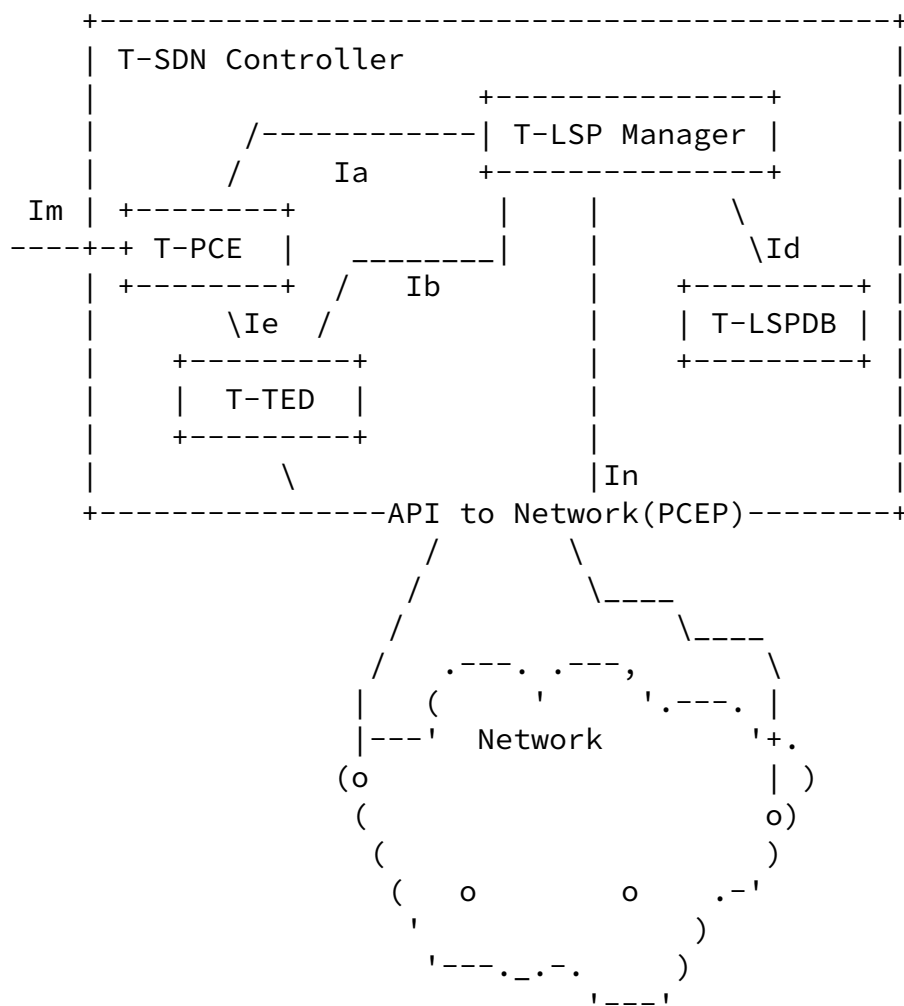 T-SDN Controller
T-LSP Manager
Ia
Im
T-PCE
Id
Ib
Ie
T-LSPDB
T-TED
In
API to Network(PCEP)
Network
o
o
o o